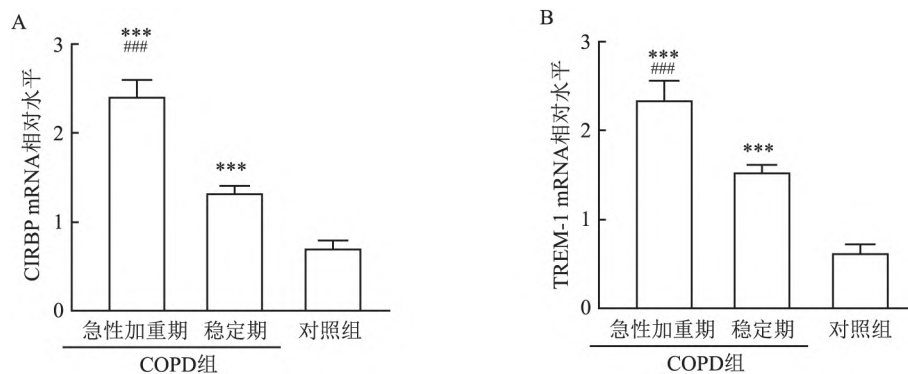 A
CIRBP mRNA相对水平
3
2
1
0
***
###
***
急性加重期
稳定期
对照组
COPD组
B
TREM-1 mRNA相对水平
3
2
1
0
***
###
***
急性加重期
稳定期
对照组
COPD组